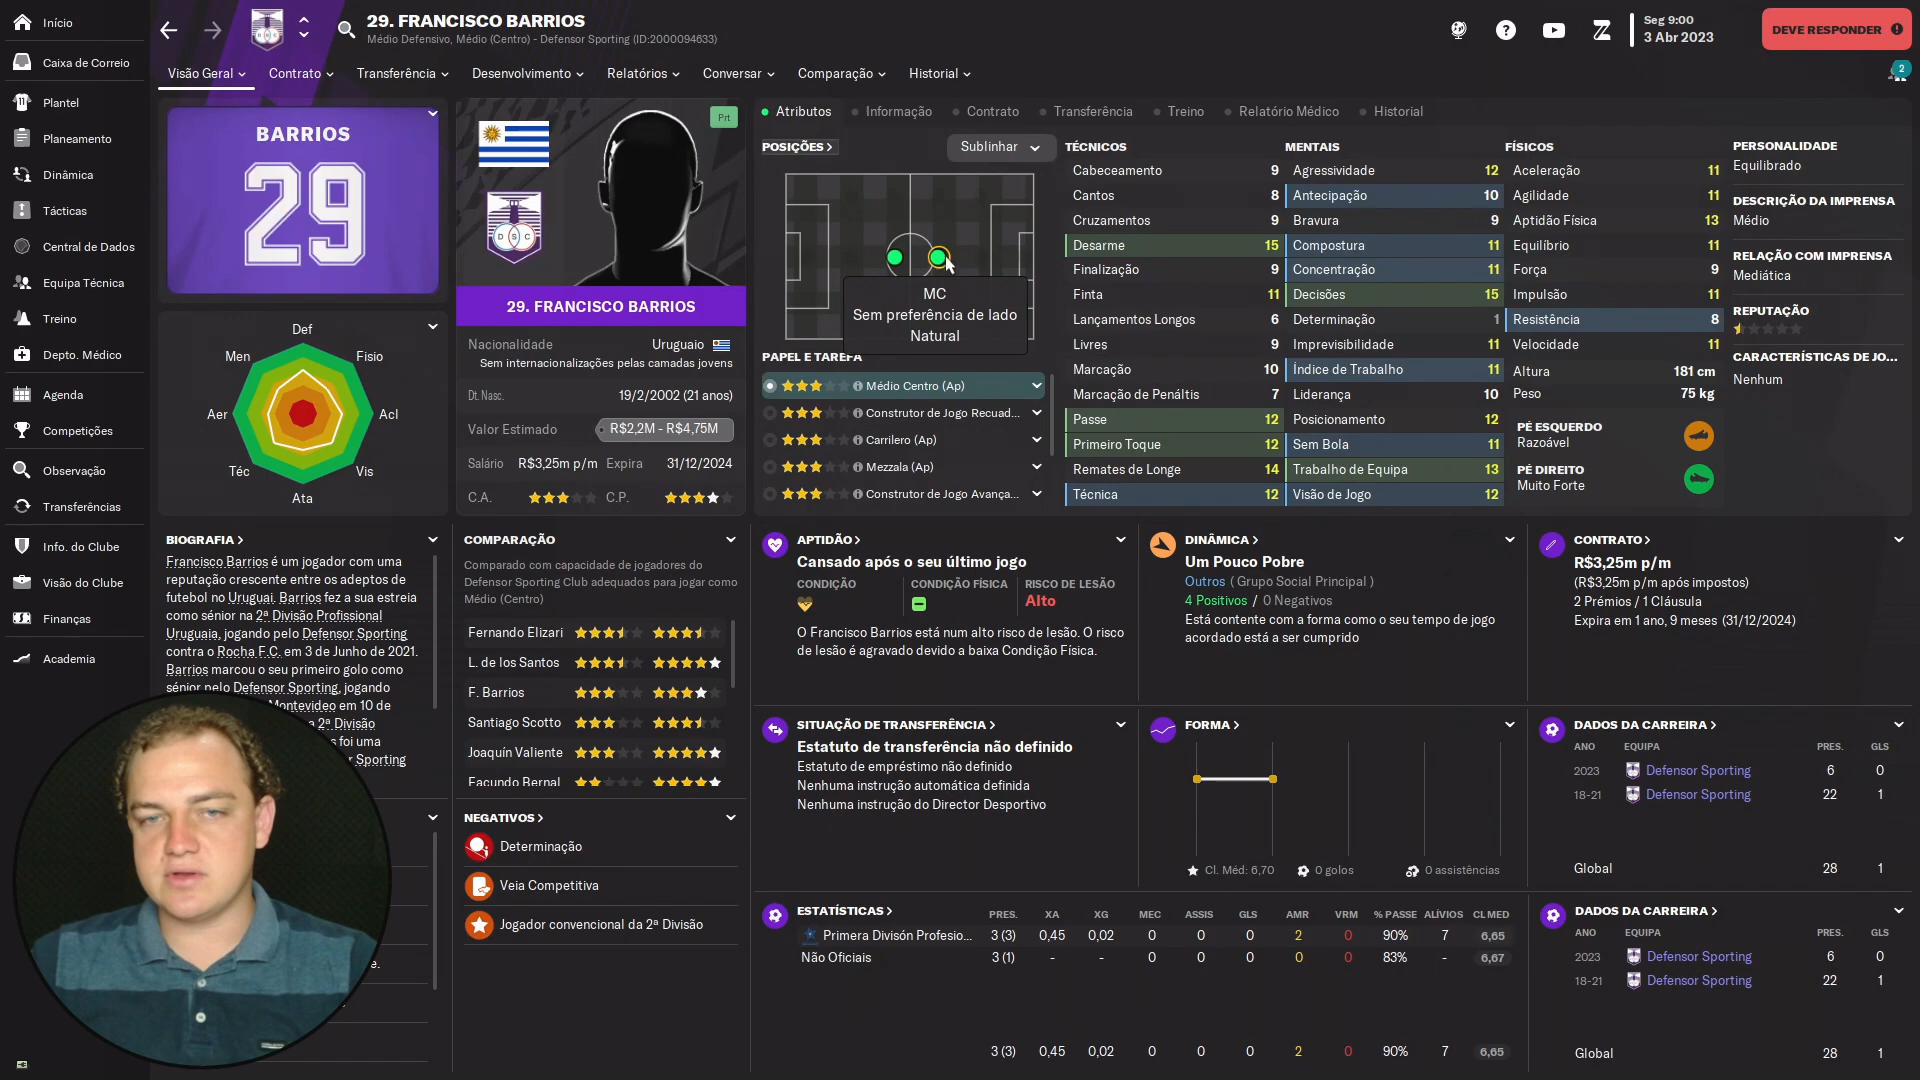 Início
Caixa de Correio
Plantel
Planeamento
Dinâmica
Tácticas
Central de Dados
Equipa Técnica
Treino
Depto. Médico
Agenda
Competições
Observação
Transferências
Info. do Clube
Visão do Clube
Finanças
Academia
29. FRANCISCO BARRIOS
Médio Defensivo, Médio (Centro) - Defensor Sporting (ID:2000094633)
Seg 9:00
3 Abr 2023
DEVE RESPONDER
2
Visão Geral
Contrato
Transferência
Desenvolvimento
Relatórios
Conversar
Comparação
Historial
BARRIOS
29
Def
Fisio
Acl
Vis
Ata
Téc
Aer
Men
Prt
29. FRANCISCO BARRIOS
Nacionalidade Uruguaio
Sem internacionalizações pelas camadas jovens
Dt. Nasc. 19/2/2002 (21 anos)
Valor Estimado R$2,2M - R$4,75M
Salário R$3,25m p/m Expira 31/12/2024
C.A. C.P.
Atributos
Informação
Contrato
Transferência
Treino
Relatório Médico
Historial
POSIÇÕES
Sublinhar
MC
Sem preferência de lado
Natural
PAPEL E TAREFA
Médio Centro (Ap)
Construtor de Jogo Recuad...
Carrilero (Ap)
Mezzala (Ap)
Construtor de Jogo Avança...
TÉCNICOS
Cabeceamento 9
Cantos 8
Cruzamentos 9
Desarme 15
Finalização 9
Finta 11
Lançamentos Longos 6
Livres 9
Marcação 10
Marcação de Penáltis 7
Passe 12
Primeiro Toque 12
Remates de Longe 14
Técnica 12
MENTAIS
Agressividade 12
Antecipação 10
Bravura 9
Compostura 11
Concentração 11
Decisões 15
Determinação 1
Imprevisibilidade 11
Índice de Trabalho 11
Liderança 10
Posicionamento 12
Sem Bola 11
Trabalho de Equipa 13
Visão de Jogo 12
FÍSICOS
Aceleração 11
Agilidade 11
Aptidão Física 13
Equilíbrio 11
Força 9
Impulsão 11
Resistência 8
Velocidade 11
Altura 181 cm
Peso 75 kg
PÉ ESQUERDO
Razoável
PÉ DIREITO
Muito Forte
PERSONALIDADE
Equilibrado
DESCRIÇÃO DA IMPRENSA
Médio
RELAÇÃO COM IMPRENSA
Mediática
REPUTAÇÃO
CARACTERÍSTICAS DE JO...
Nenhum
BIOGRAFIA
Francisco Barrios é um jogador com uma
reputação crescente entre os adeptos de
futebol no Uruguai. Barrios fez a sua estreia
como sénior na 2ª Divisão Profissional
Uruguaia, jogando pelo Defensor Sporting
contra o Rocha F.C. em 3 de Junho de 2021.
Barrios marcou o seu primeiro golo como
sénior pelo Defensor Sporting, jogando
Montevideo em 10 de
a 2ª Divisão
s foi uma
or Sporting
COMPARAÇÃO
Comparado com capacidade de jogadores do
Defensor Sporting Club adequados para jogar como
Médio (Centro)
Fernando Elizari
L. de los Santos
F. Barrios
Santiago Scotto
Joaquín Valiente
Facundo Bernal
NEGATIVOS
Determinação
Veia Competitiva
Jogador convencional da 2ª Divisão
APTIDÃO
Cansado após o seu último jogo
CONDIÇÃO
CONDIÇÃO FÍSICA
RISCO DE LESÃO
Alto
O Francisco Barrios está num alto risco de lesão. O risco
de lesão é agravado devido a baixa Condição Física.
DINÂMICA
Um Pouco Pobre
Outros ( Grupo Social Principal )
4 Positivos / 0 Negativos
Está contente com a forma como o seu tempo de jogo
acordado está a ser cumprido
CONTRATO
R$3,25m p/m
(R$3,25m p/m após impostos)
2 Prémios / 1 Cláusula
Expira em 1 ano, 9 meses (31/12/2024)
SITUAÇÃO DE TRANSFERÊNCIA
Estatuto de transferência não definido
Estatuto de empréstimo não definido
Nenhuma instrução automática definida
Nenhuma instrução do Director Desportivo
FORMA
Cl. Méd: 6,70 0 golos 0 assistências
DADOS DA CARREIRA
ANO EQUIPA PRES. GLS
2023 Defensor Sporting 6 0
18-21 Defensor Sporting 22 1
Global 28 1
ESTATÍSTICAS PRES. XA XG MEC ASSIS GLS AMR VRM % PASSE ALÍVIOS CL MED
Primera Divisón Profesio... 3 (3) 0,45 0,02 0 0 0 2 0 90% 7 6,65
Não Oficiais 3 (1) - - 0 0 0 0 0 83% - 6,67
3 (3) 0,45 0,02 0 0 0 2 0 90% 7 6,65
DADOS DA CARREIRA
ANO EQUIPA PRES. GLS
2023 Defensor Sporting 6 0
18-21 Defensor Sporting 22 1
Global 28 1